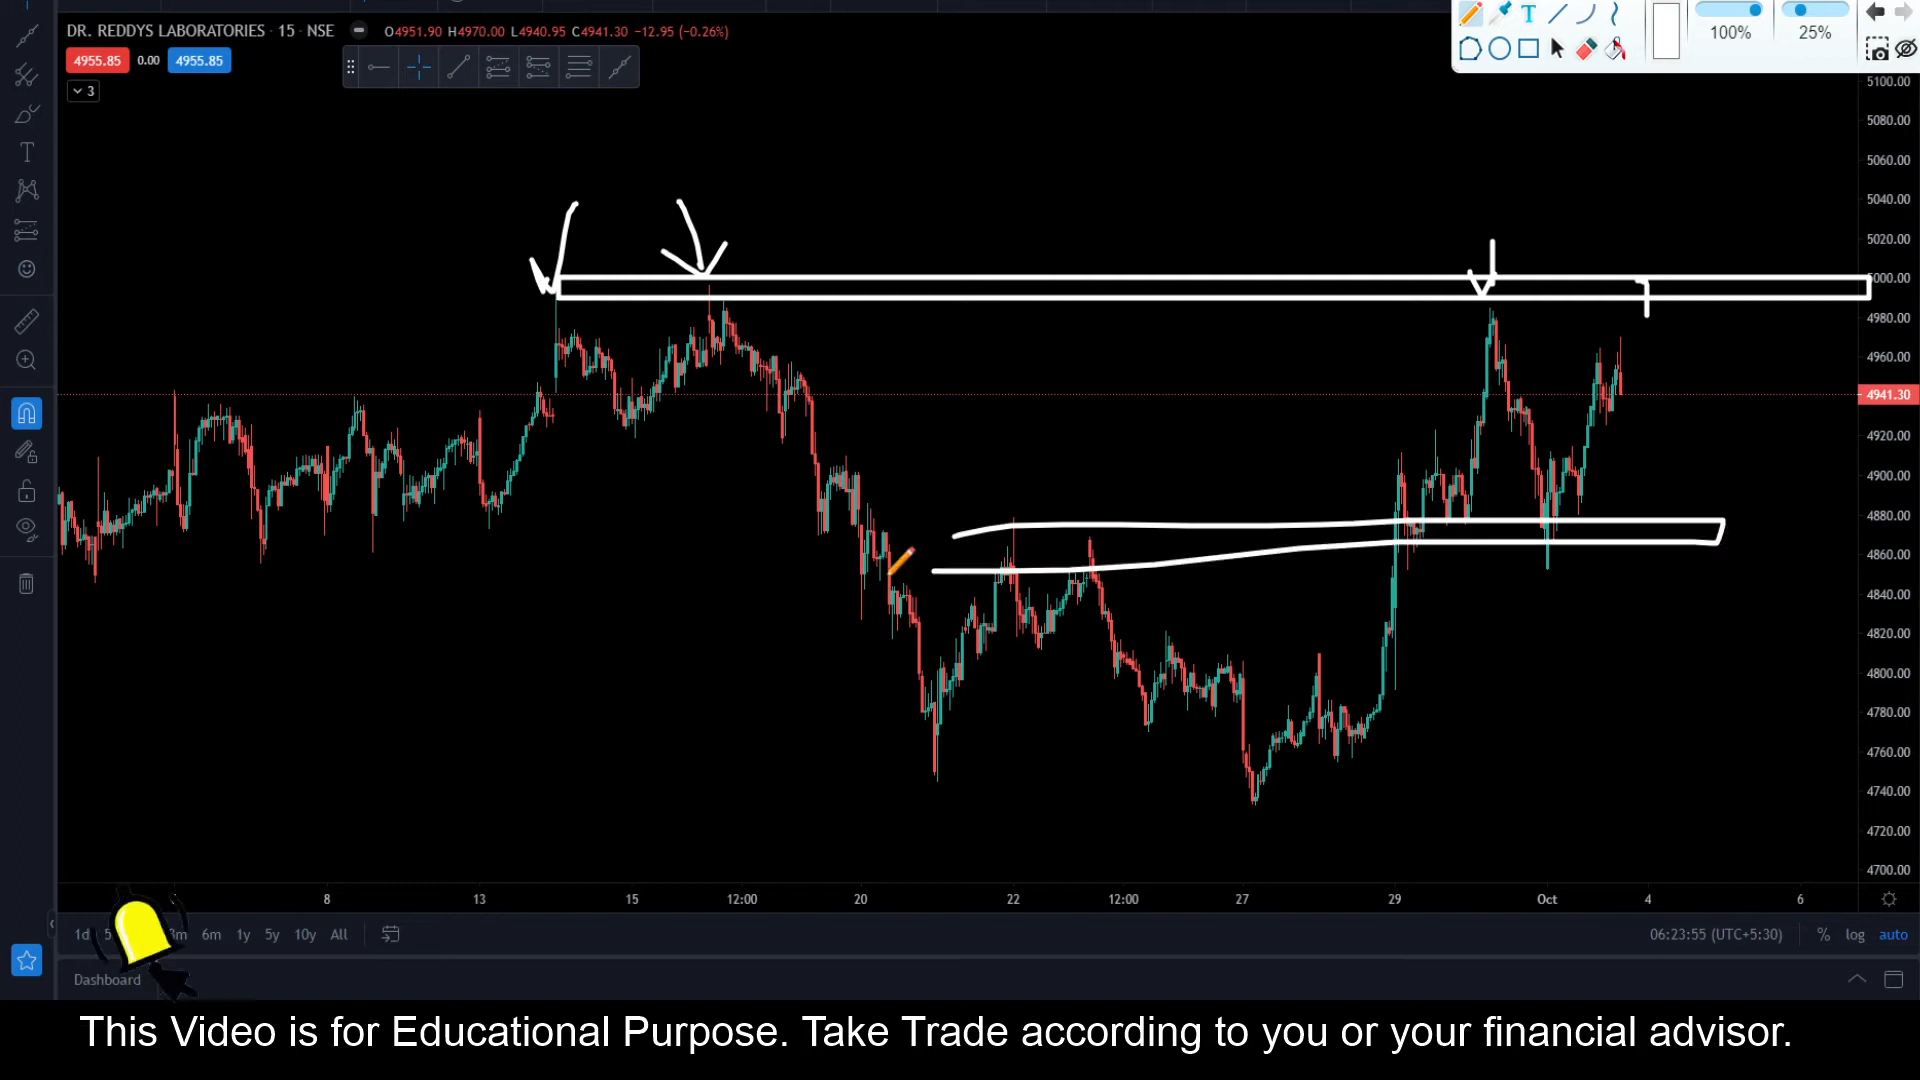 DR. REDDYS LABORATORIES · 15 · NSE
O4951.90 H4970.00 L4940.95 C4941.30 −12.95 (−0.26%)
4955.85 0.00 4955.85
3
T
100%
25%
5100.00
5080.00
5060.00
5040.00
5020.00
5000.00
4980.00
4960.00
4941.30
4920.00
4900.00
4880.00
4860.00
4840.00
4820.00
4800.00
4780.00
4760.00
4740.00
4720.00
4700.00
8 13 15 12:00 20 22 12:00 27 29 Oct 4 6
1d 5 3m 6m 1y 5y 10y All
06:23:55 (UTC+5:30) % log auto
Dashboard
This Video is for Educational Purpose. Take Trade according to you or your financial advisor.